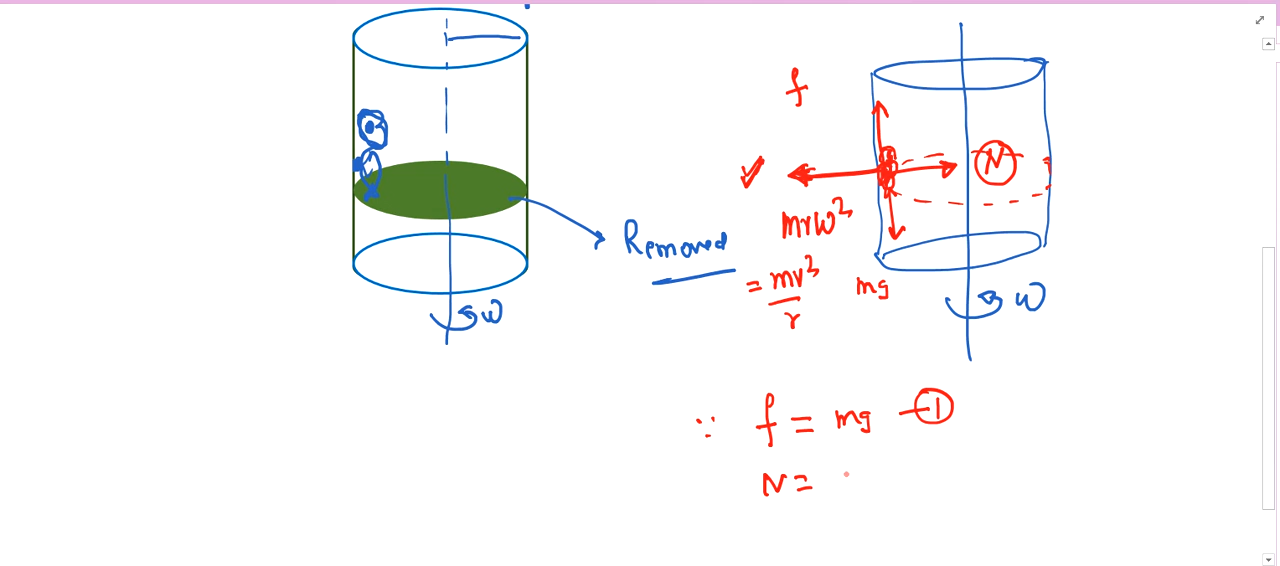 f
N
Removed
mrω²
= mv²/r
mg
ω
ω
∵ f = mg —①
N =